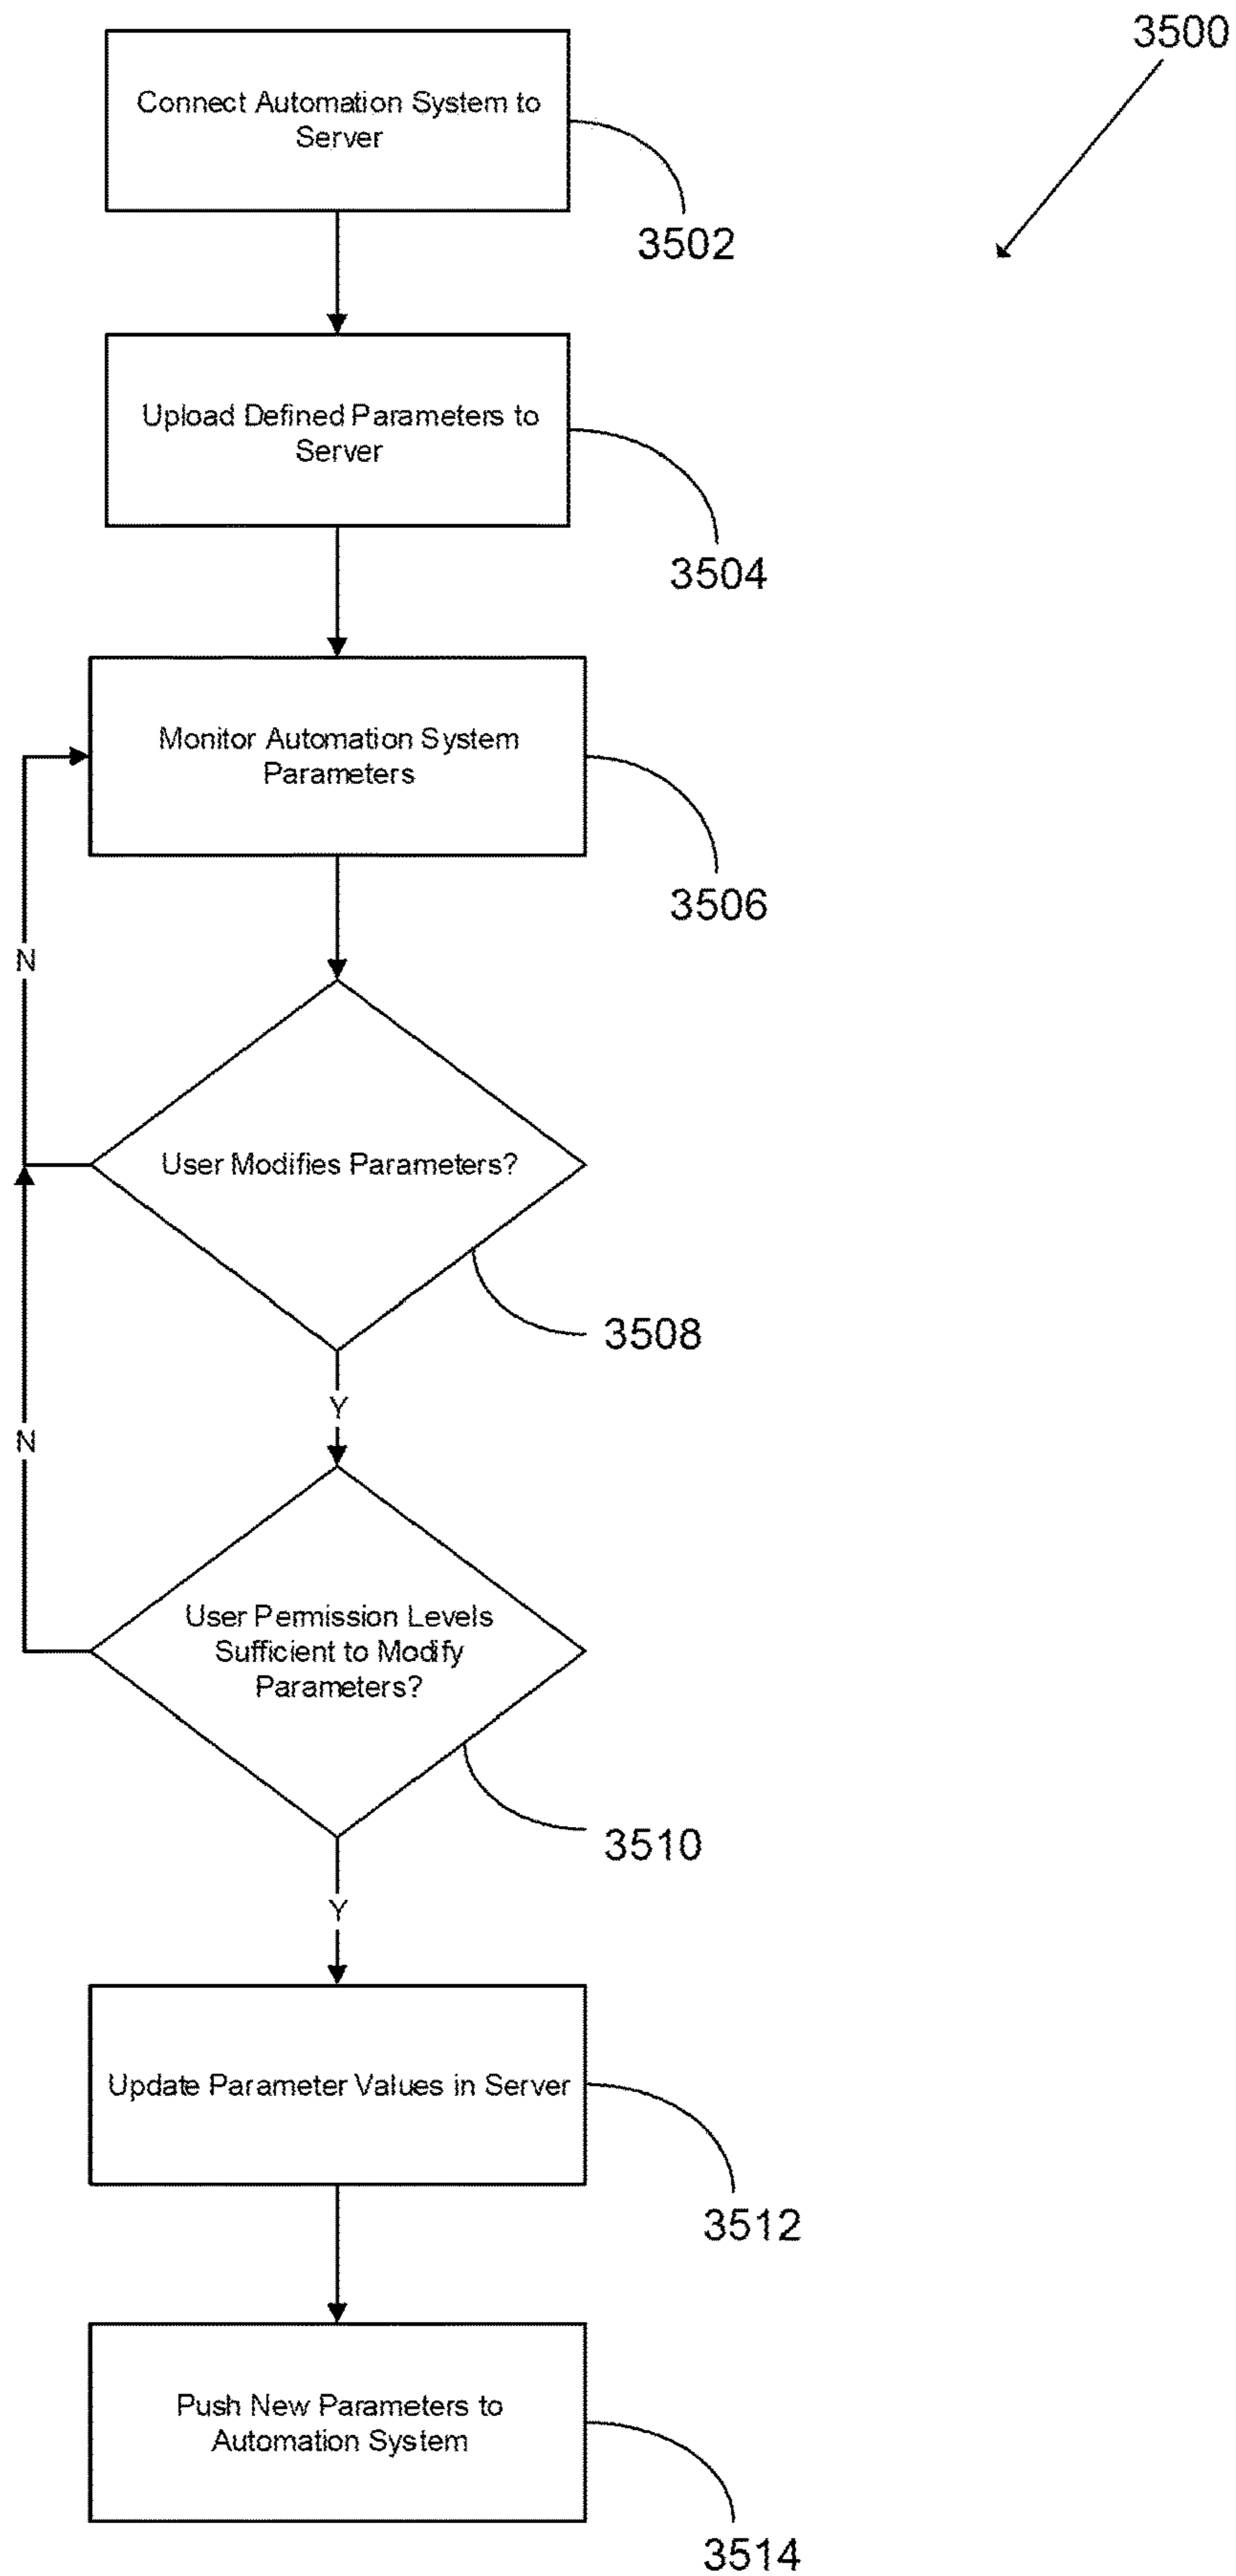 3500
Connect Automation System to
Server
3502
Upload Defined Parameters to
Server
3504
Monitor Automation System
Parameters
3506
N
User Modifies Parameters?
3508
Y
N
User Permission Levels
Sufficient to Modify
Parameters?
3510
Y
Update Parameter Values in Server
3512
Push New Parameters to
Automation System
3514